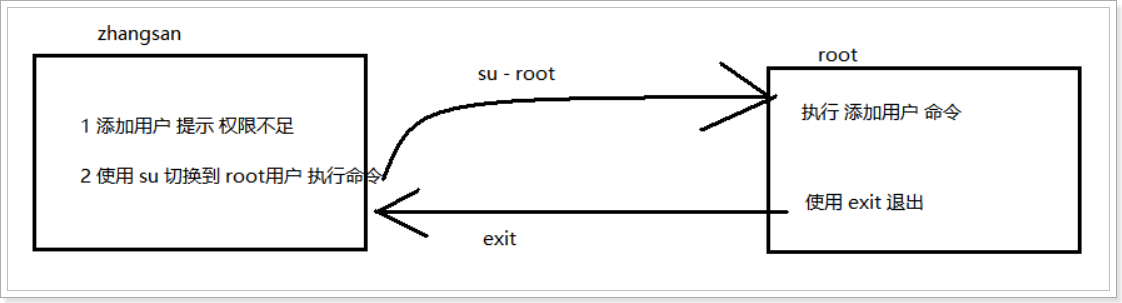 zhangsan
root
su - root
执行 添加用户 命令
1 添加用户 提示 权限不足
2 使用 su 切换到 root用户 执行命令
使用 exit 退出
exit